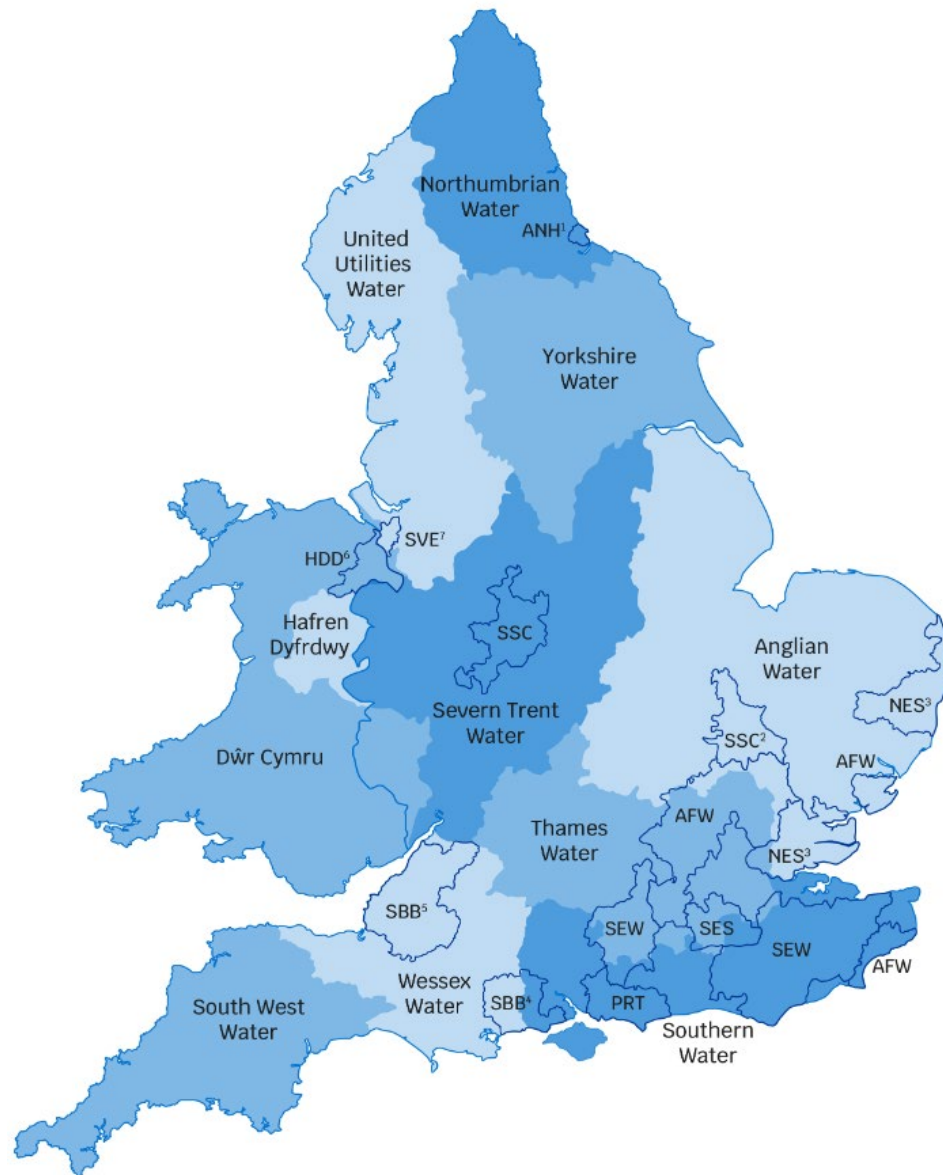 Northumbrian
Water
ANH¹
United
Utilities
Water
Yorkshire
Water
SVE⁷
HDD⁶
Hafren
Dyfrdwy
SSC
Anglian
Water
NES³
Severn Trent
Water
SSC²
Dŵr Cymru
AFW
AFW
Thames
Water
NES³
SBB⁵
SEW
SES
SEW
AFW
Wessex
Water
South West
Water
SBB⁴
PRT
Southern
Water